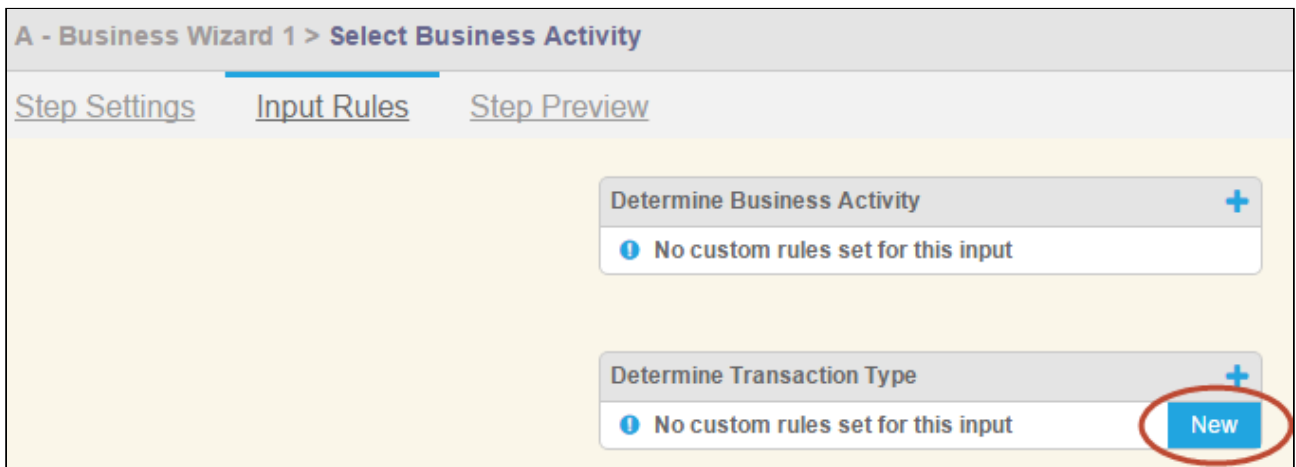 A - Business Wizard 1 > Select Business Activity
Step Settings Input Rules Step Preview
Determine Business Activity +
No custom rules set for this input
Determine Transaction Type +
No custom rules set for this input New